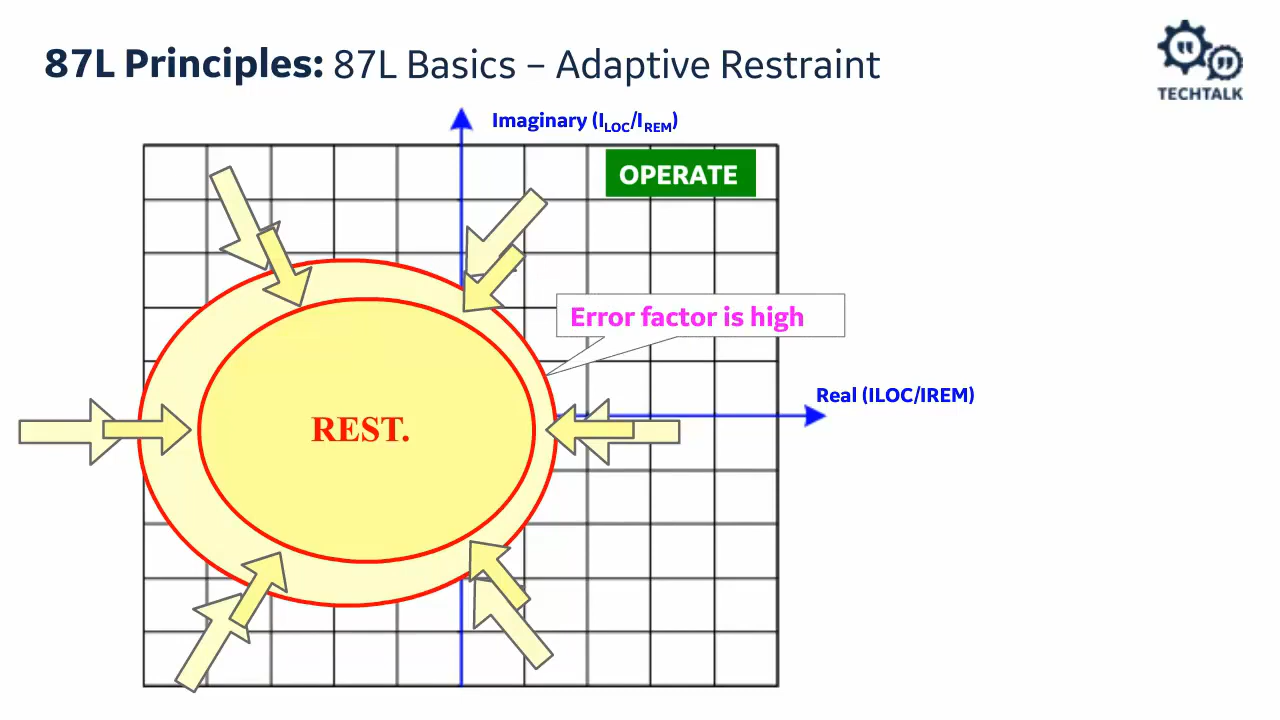 87L Principles: 87L Basics – Adaptive Restraint
❝ ❞
TECHTALK
Imaginary (ILOC/IREM)
OPERATE
Error factor is high
Real (ILOC/IREM)
REST.